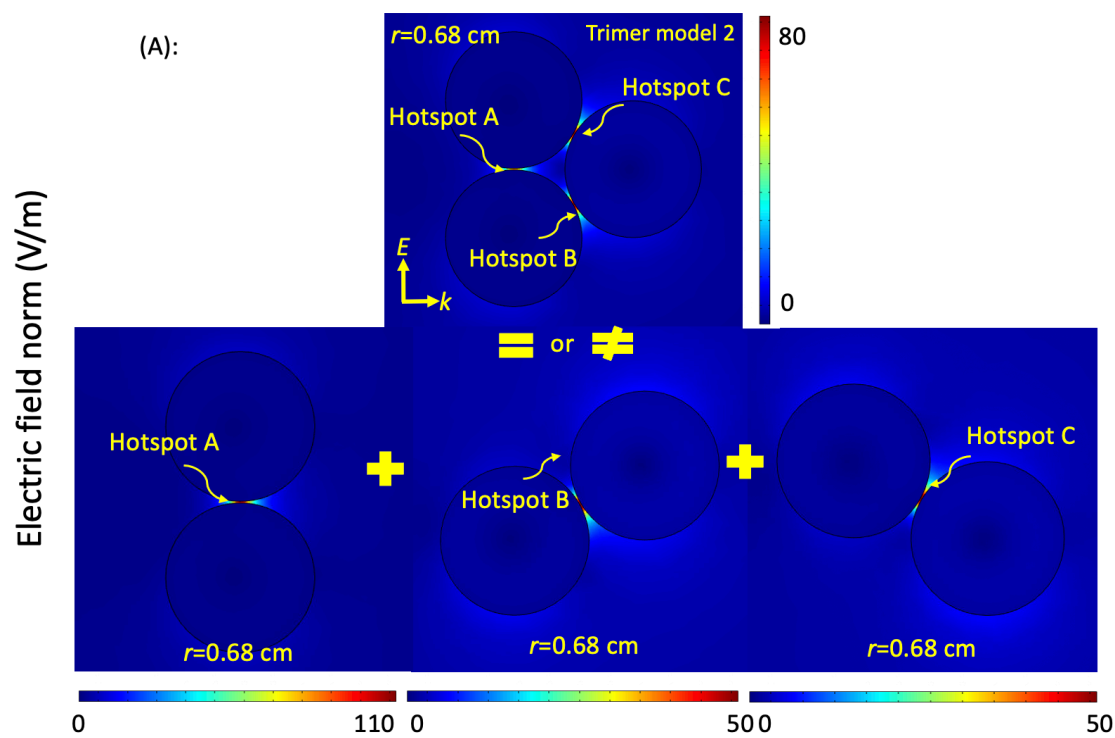 (A):
r=0.68 cm
Trimer model 2
80
0
Hotspot C
Hotspot A
Hotspot B
E
k
Electric field norm (V/m)
= or ≠
Hotspot A
+
Hotspot B
+
Hotspot C
r=0.68 cm
r=0.68 cm
r=0.68 cm
0
110
0
50
0
50